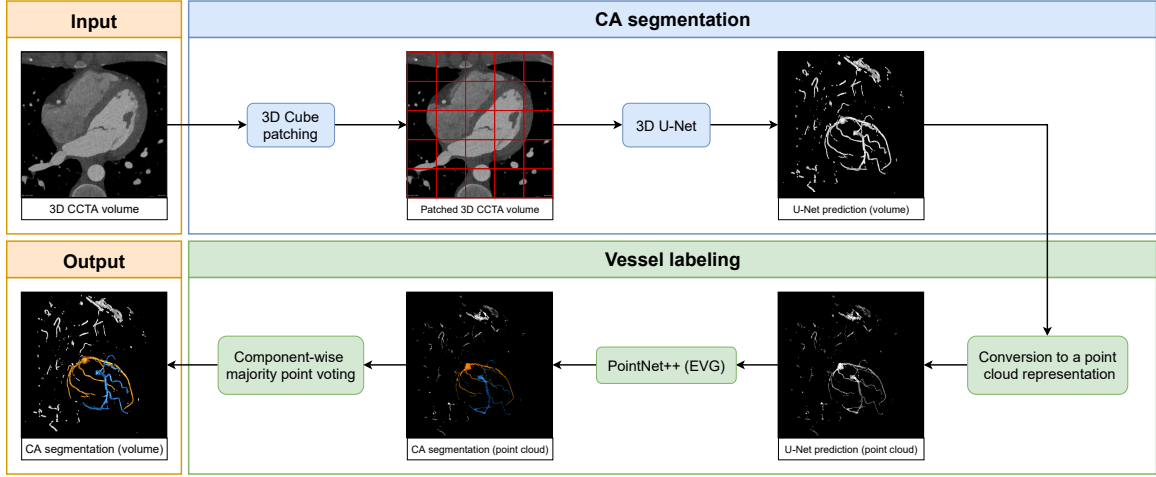 Input
CA segmentation
3D Cube
patching
3D U-Net
3D CCTA volume
Patched 3D CCTA volume
U-Net prediction (volume)
Output
Vessel labeling
Component-wise
majority point voting
PointNet++ (EVG)
Conversion to a point
cloud representation
CA segmentation (volume)
CA segmentation (point cloud)
U-Net prediction (point cloud)